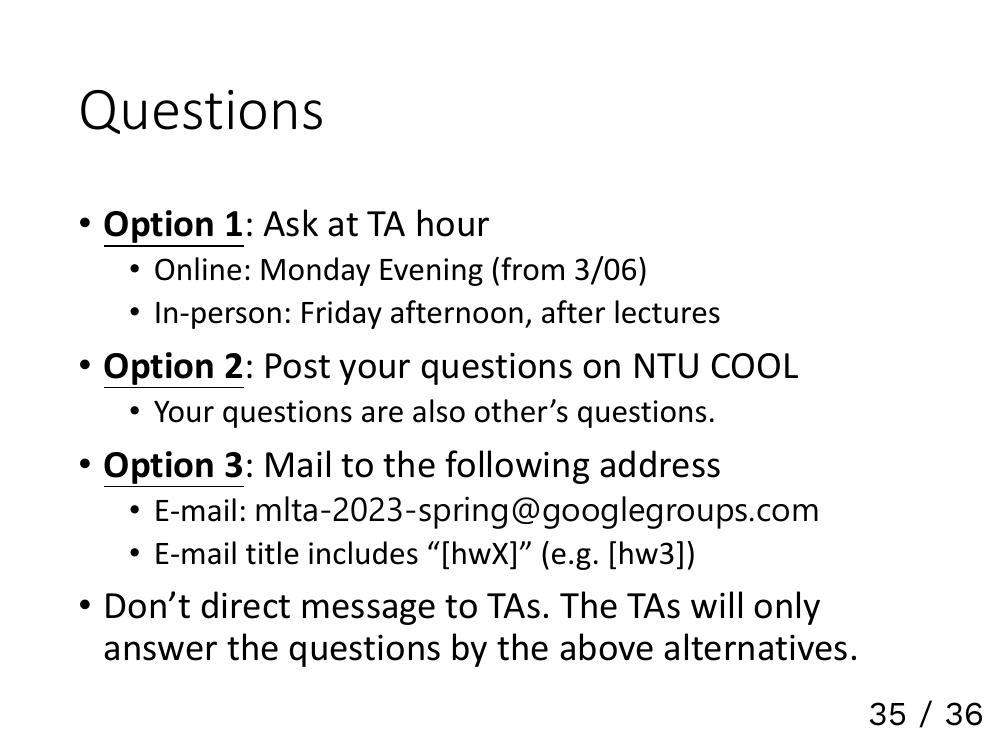 Questions
• Option 1: Ask at TA hour
• Online: Monday Evening (from 3/06)
• In-person: Friday afternoon, after lectures
• Option 2: Post your questions on NTU COOL
• Your questions are also other’s questions.
• Option 3: Mail to the following address
• E-mail: mlta-2023-spring@googlegroups.com
• E-mail title includes “[hwX]” (e.g. [hw3])
• Don’t direct message to TAs. The TAs will only
answer the questions by the above alternatives.
35 / 36